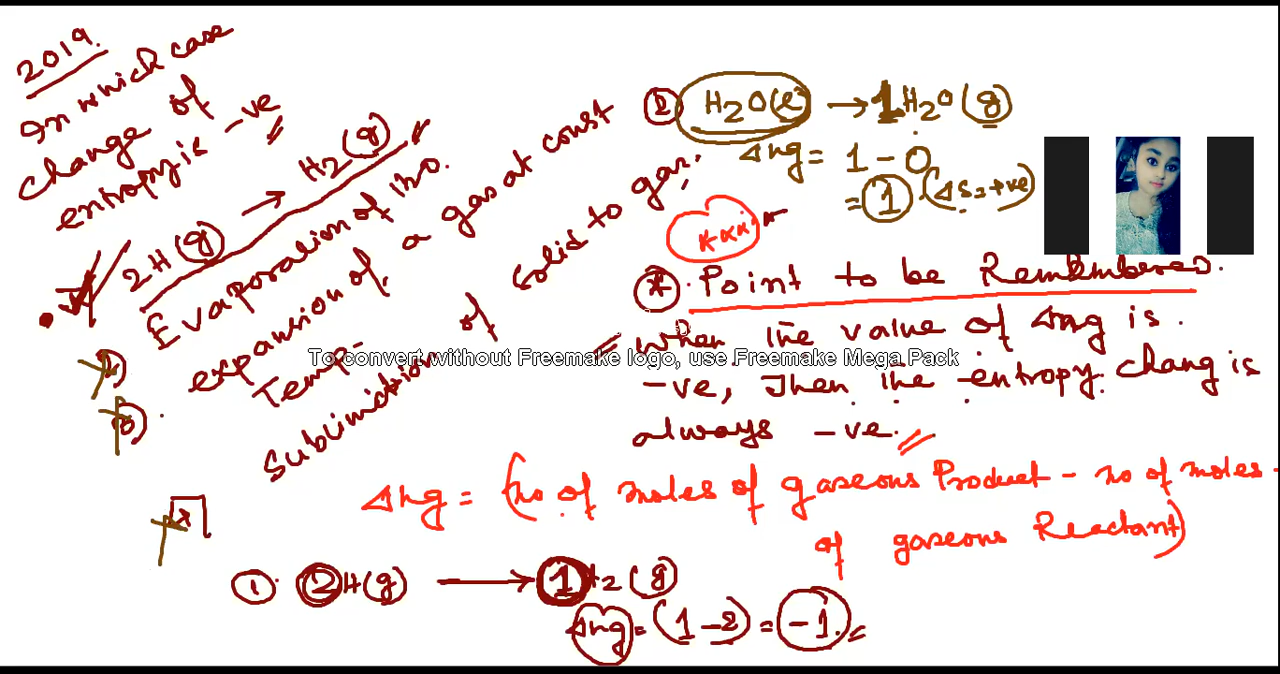 2019.
In which case
change of
entropy is -ve
2H(g) → H2(g)
1)
2)
Evaporation of H2O.
expansion of a gas at const
Temp-
Sublimiction of solid to gas.
② H2O(l) → 1H2O(g)
Δng = 1 - 0
= 1 (ΔS=+ve)
* Point to be Remembered.
When the value of Δng is.
-ve, Then the entropy chang is
always -ve.
To convert without Freemake logo, use Freemake Mega Pack
Δng = (no of moles of gaseous Product - no of moles
of gaseous Reactant)
①. 2H(g) → 1H2(g)
Δng = (1-2) = -1.